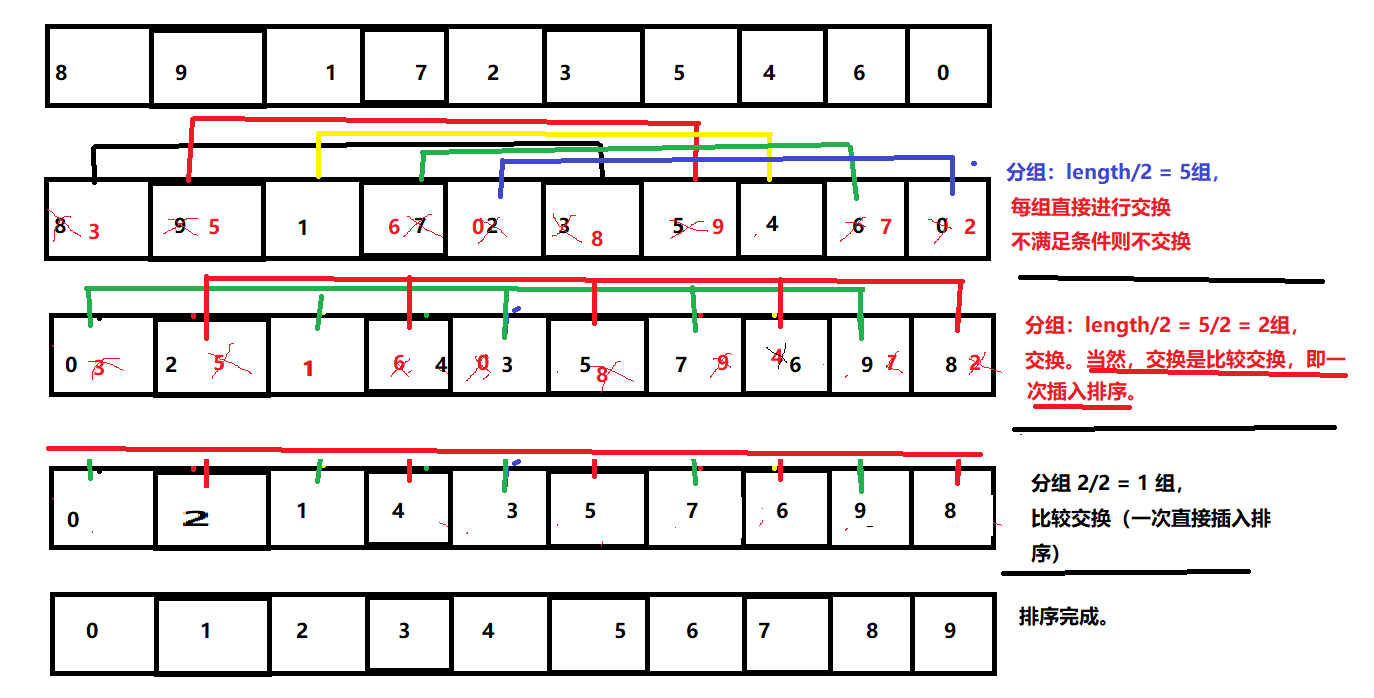 8 9 1 7 2 3 5 4 6 0
分组：length/2 = 5组，
每组直接进行交换
不满足条件则不交换
8 3 9 5 1 6 7 0 2 3 8 5 9 4 6 7 0 2
分组：length/2 = 5/2 = 2组，
交换。当然，交换是比较交换，即一
次插入排序。
0 3 2 5 1 6 4 0 3 5 8 7 9 4 6 9 7 8 2
分组 2/2 = 1 组，
比较交换（一次直接插入排
序）
0 2 1 4 3 5 7 6 9 8
排序完成。
0 1 2 3 4 5 6 7 8 9